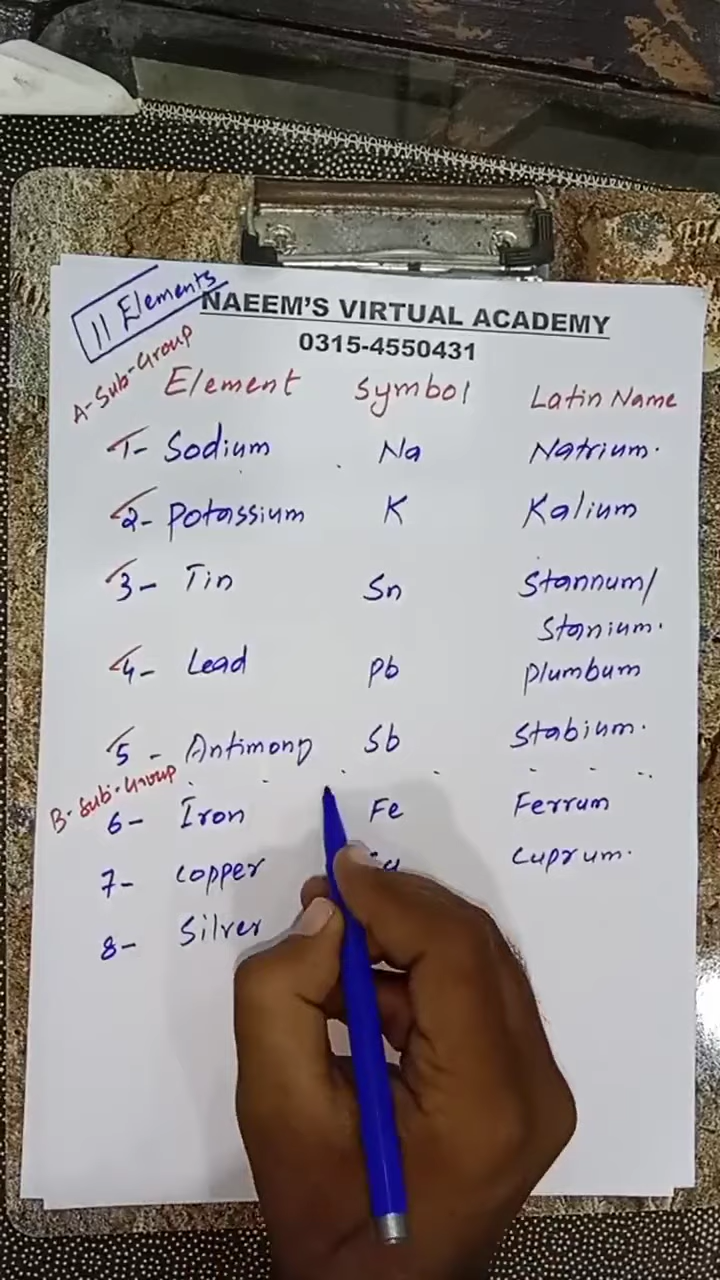 11 Elements
NAEEM'S VIRTUAL ACADEMY
0315-4550431
A-Sub-Group
Element Symbol Latin Name
1- Sodium Na Natrium.
2- Potassium K Kalium
3- Tin Sn Stannum/
Stanium.
4- Lead Pb Plumbum
5- Antimony Sb Stabium.
B-Sub-Group
6- Iron Fe Ferrum
7- Copper Cuprum.
8- Silver